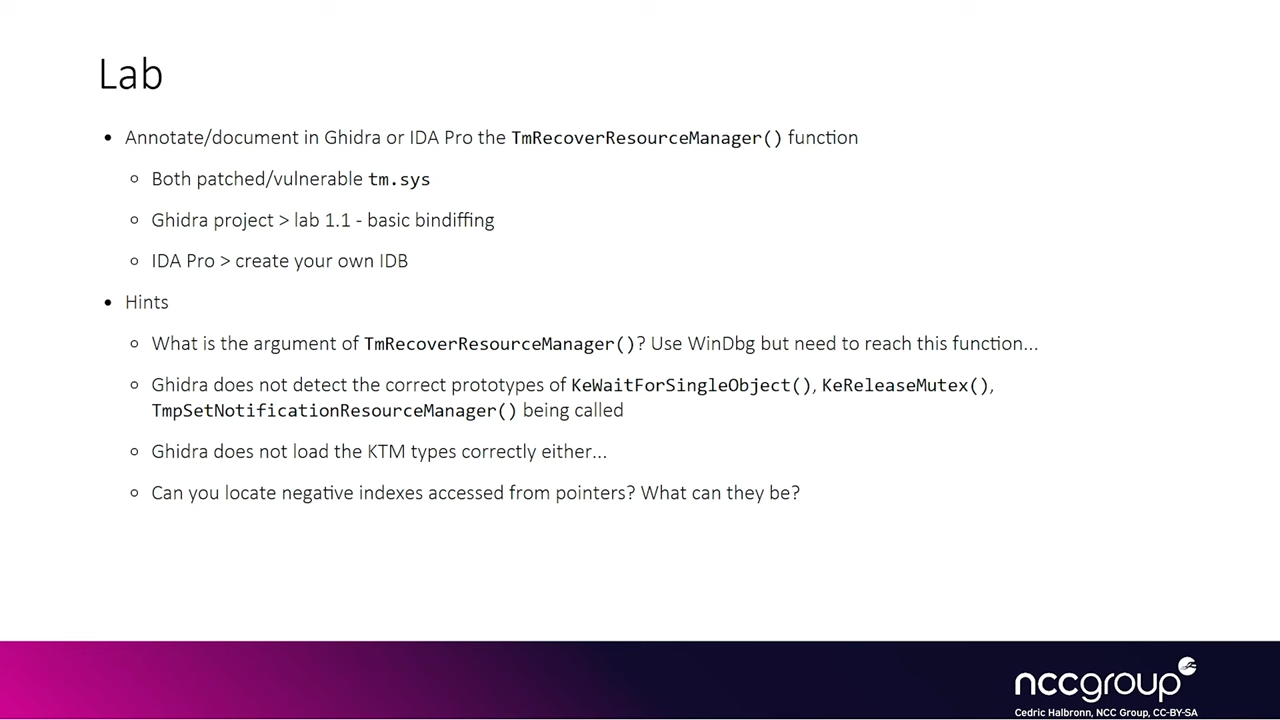 Lab
• Annotate/document in Ghidra or IDA Pro the TmRecoverResourceManager() function
○ Both patched/vulnerable tm.sys
○ Ghidra project > lab 1.1 - basic bindiffing
○ IDA Pro > create your own IDB
• Hints
○ What is the argument of TmRecoverResourceManager()? Use WinDbg but need to reach this function...
○ Ghidra does not detect the correct prototypes of KeWaitForSingleObject(), KeReleaseMutex(),
TmpSetNotificationResourceManager() being called
○ Ghidra does not load the KTM types correctly either...
○ Can you locate negative indexes accessed from pointers? What can they be?
nccgroup
Cedric Halbronn, NCC Group, CC-BY-SA